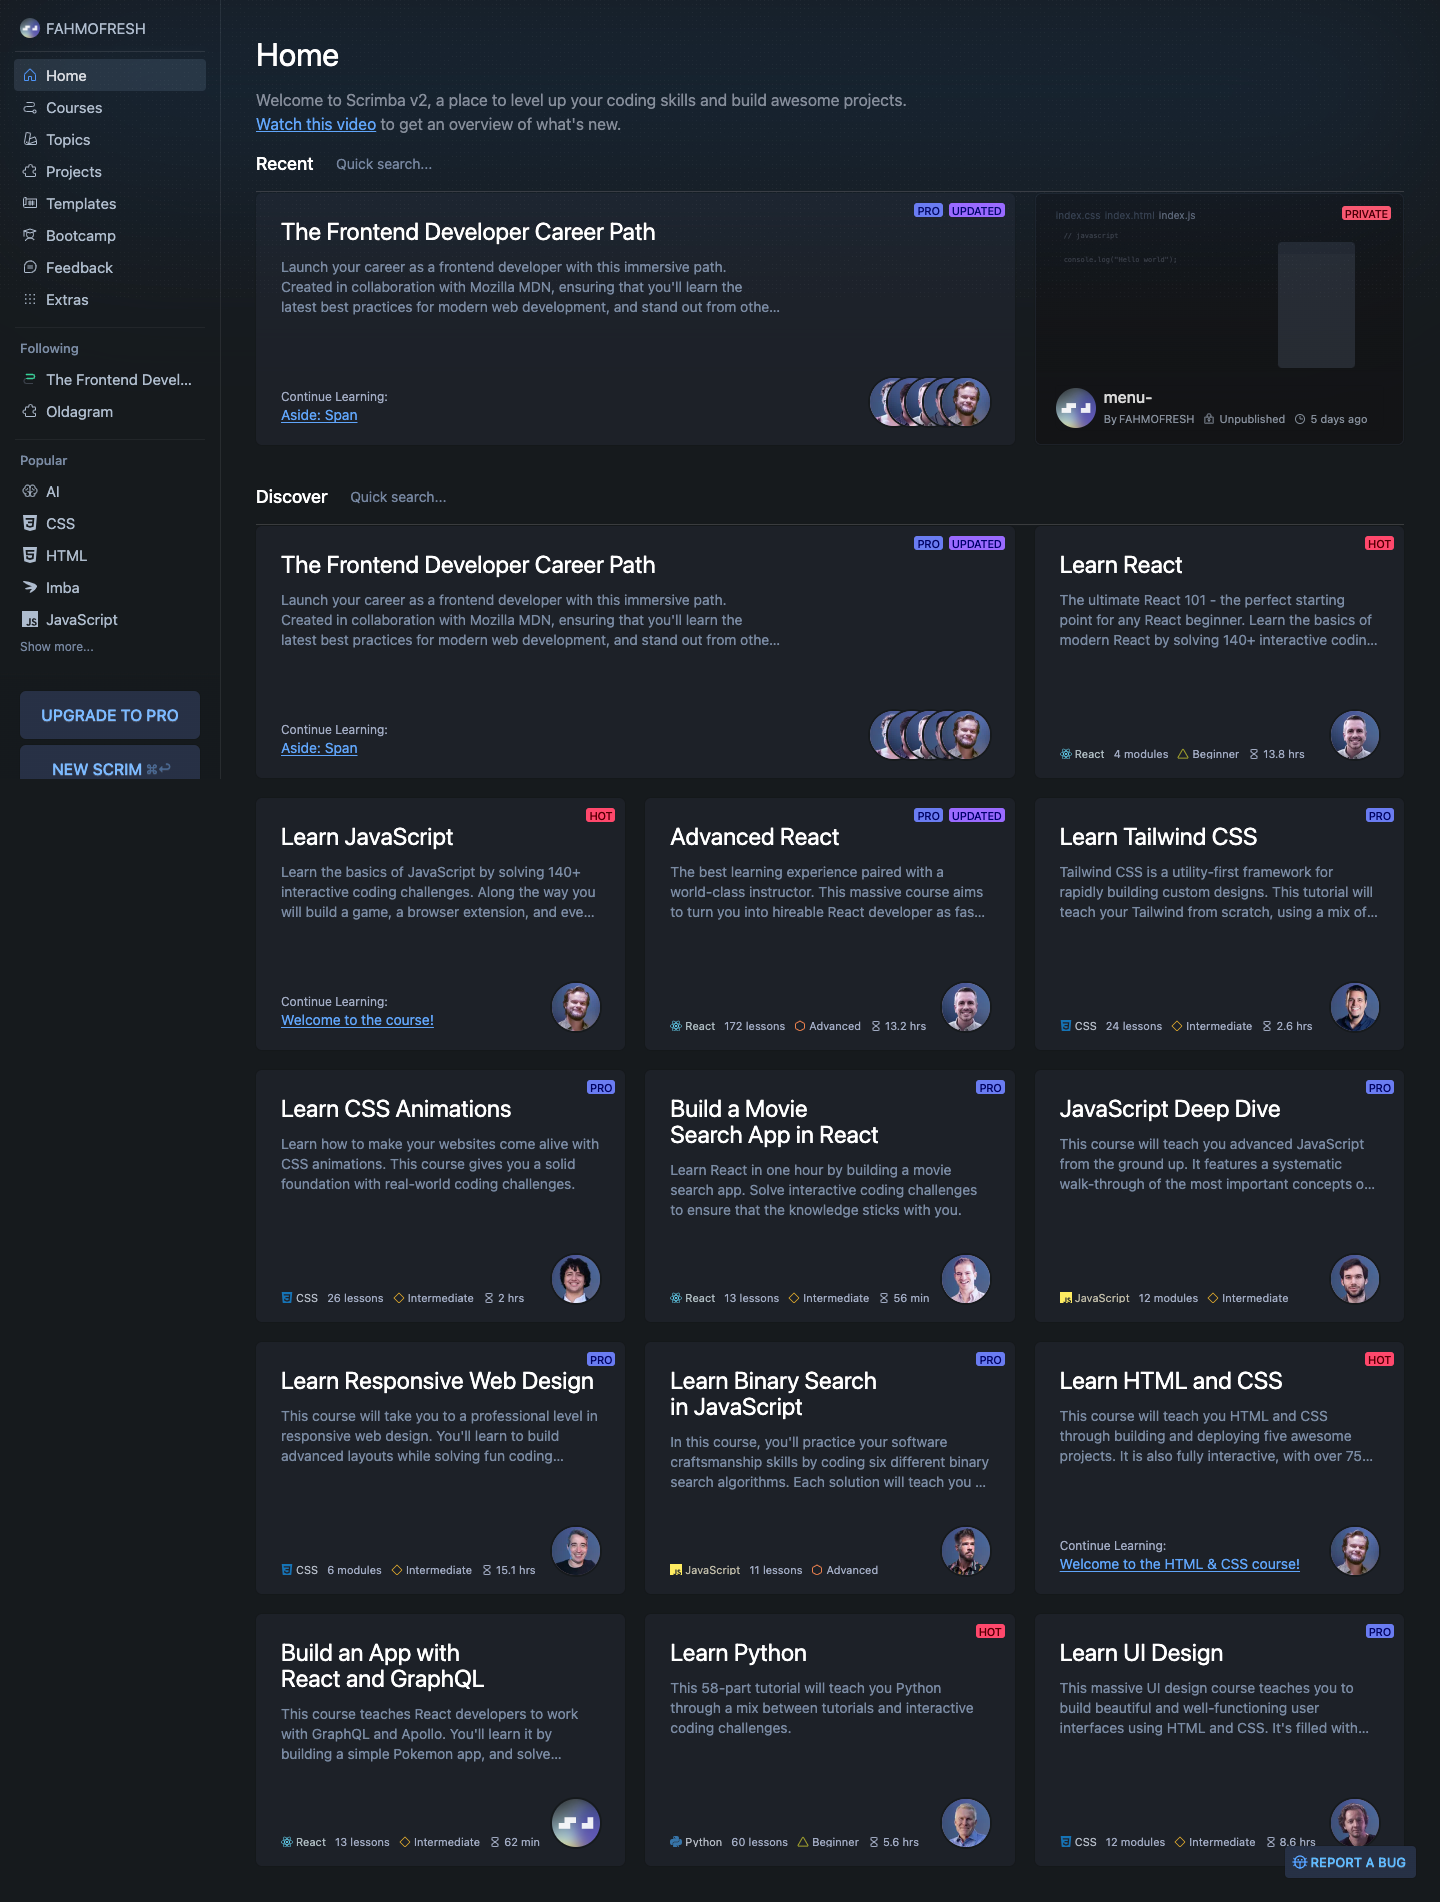 FAHMOFRESH
Home
Courses
Topics
Projects
Templates
Bootcamp
Feedback
Extras
Following
The Frontend Devel...
Oldagram
Popular
AI
CSS
HTML
Imba
JavaScript
Show more...
UPGRADE TO PRO
NEW SCRIM ⌘⏎
Home
Welcome to Scrimba v2, a place to level up your coding skills and build awesome projects.
Watch this video to get an overview of what's new.
Recent Quick search...
PRO UPDATED
The Frontend Developer Career Path
Launch your career as a frontend developer with this immersive path.
Created in collaboration with Mozilla MDN, ensuring that you'll learn the
latest best practices for modern web development, and stand out from othe...
Continue Learning:
Aside: Span
index.css index.html index.js
PRIVATE
// javascript
console.log("Hello world");
menu-
By FAHMOFRESH Unpublished 5 days ago
Discover Quick search...
PRO UPDATED
The Frontend Developer Career Path
Launch your career as a frontend developer with this immersive path.
Created in collaboration with Mozilla MDN, ensuring that you'll learn the
latest best practices for modern web development, and stand out from othe...
Continue Learning:
Aside: Span
HOT
Learn React
The ultimate React 101 - the perfect starting
point for any React beginner. Learn the basics of
modern React by solving 140+ interactive codin...
React 4 modules Beginner 13.8 hrs
HOT
Learn JavaScript
Learn the basics of JavaScript by solving 140+
interactive coding challenges. Along the way you
will build a game, a browser extension, and eve...
Continue Learning:
Welcome to the course!
PRO UPDATED
Advanced React
The best learning experience paired with a
world-class instructor. This massive course aims
to turn you into hireable React developer as fas...
React 172 lessons Advanced 13.2 hrs
PRO
Learn Tailwind CSS
Tailwind CSS is a utility-first framework for
rapidly building custom designs. This tutorial will
teach your Tailwind from scratch, using a mix of...
CSS 24 lessons Intermediate 2.6 hrs
PRO
Learn CSS Animations
Learn how to make your websites come alive with
CSS animations. This course gives you a solid
foundation with real-world coding challenges.
CSS 26 lessons Intermediate 2 hrs
PRO
Build a Movie
Search App in React
Learn React in one hour by building a movie
search app. Solve interactive coding challenges
to ensure that the knowledge sticks with you.
React 13 lessons Intermediate 56 min
PRO
JavaScript Deep Dive
This course will teach you advanced JavaScript
from the ground up. It features a systematic
walk-through of the most important concepts o...
JavaScript 12 modules Intermediate
PRO
Learn Responsive Web Design
This course will take you to a professional level in
responsive web design. You'll learn to build
advanced layouts while solving fun coding...
CSS 6 modules Intermediate 15.1 hrs
PRO
Learn Binary Search
in JavaScript
In this course, you'll practice your software
craftsmanship skills by coding six different binary
search algorithms. Each solution will teach you ...
JavaScript 11 lessons Advanced
HOT
Learn HTML and CSS
This course will teach you HTML and CSS
through building and deploying five awesome
projects. It is also fully interactive, with over 75...
Continue Learning:
Welcome to the HTML & CSS course!
Build an App with
React and GraphQL
This course teaches React developers to work
with GraphQL and Apollo. You'll learn it by
building a simple Pokemon app, and solve...
React 13 lessons Intermediate 62 min
HOT
Learn Python
This 58-part tutorial will teach you Python
through a mix between tutorials and interactive
coding challenges.
Python 60 lessons Beginner 5.6 hrs
PRO
Learn UI Design
This massive UI design course teaches you to
build beautiful and well-functioning user
interfaces using HTML and CSS. It's filled with...
CSS 12 modules Intermediate 8.6 hrs
REPORT A BUG